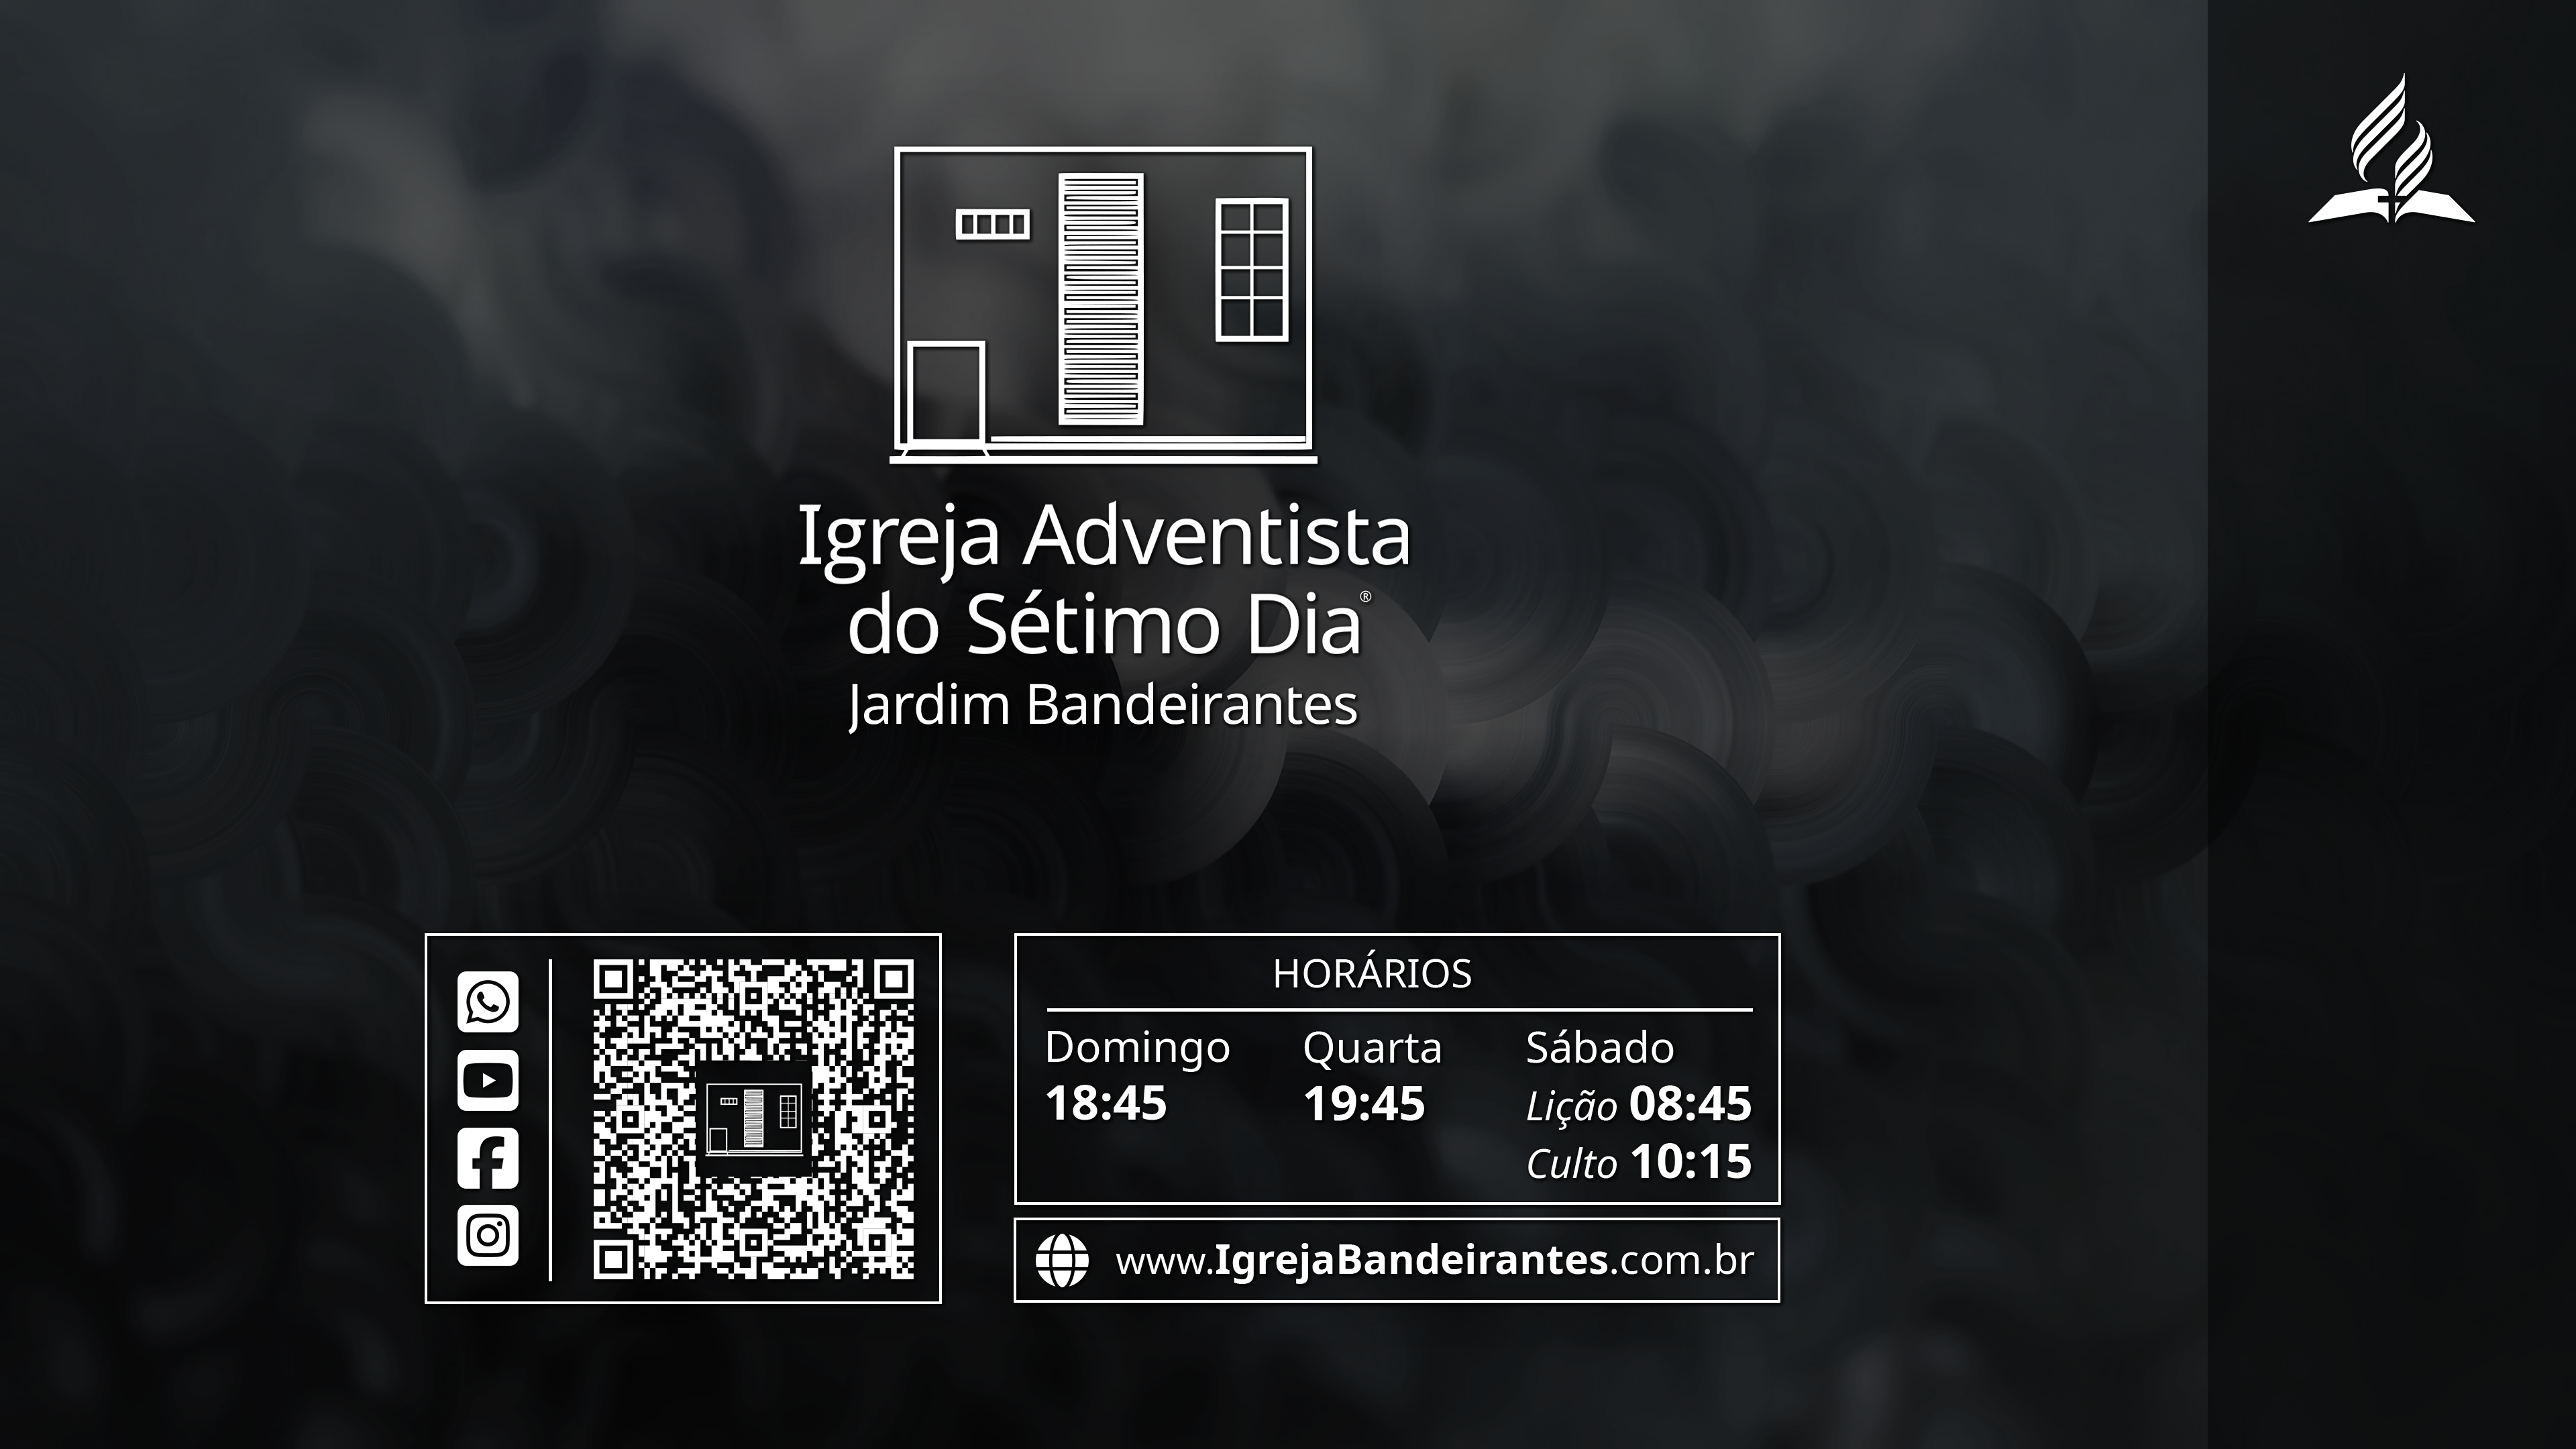 Igreja Adventista
do Sétimo Dia®
Jardim Bandeirantes
HORÁRIOS
Domingo
18:45
Quarta
19:45
Sábado
Lição 08:45
Culto 10:15
www.IgrejaBandeirantes.com.br